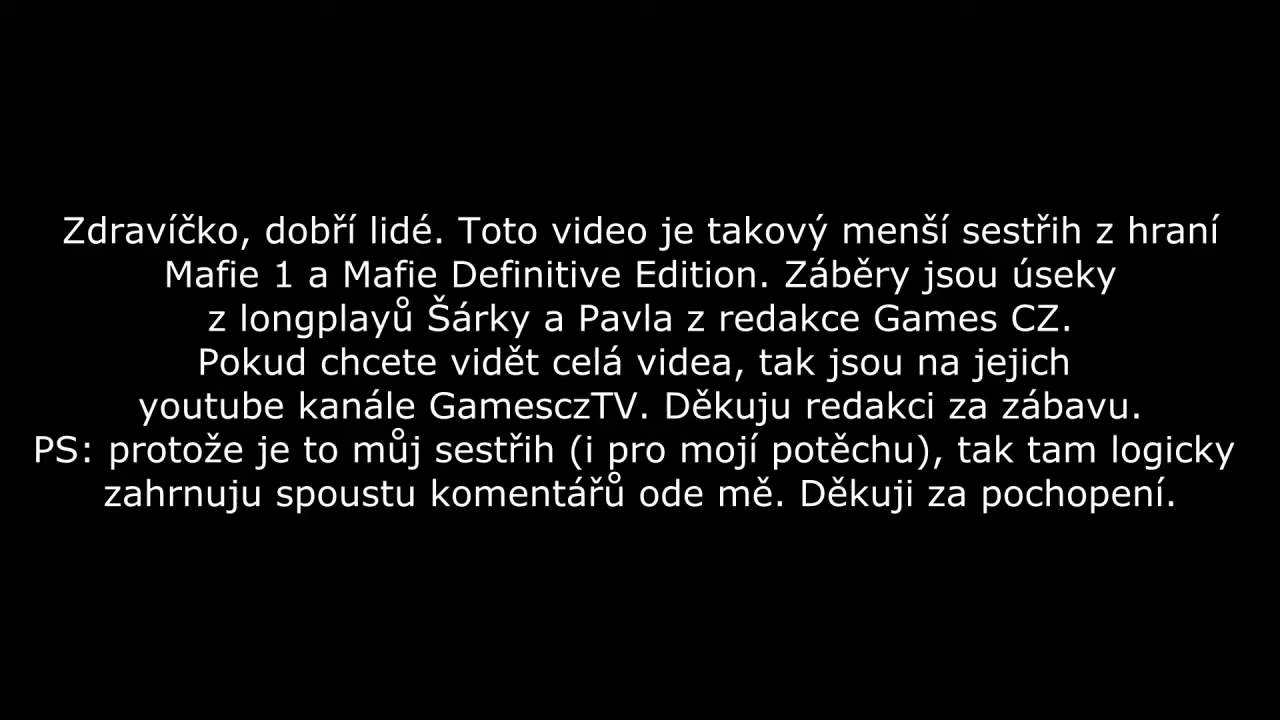 Zdravíčko, dobří lidé. Toto video je takový menší sestřih z hraní
Mafie 1 a Mafie Definitive Edition. Záběry jsou úseky
z longplayů Šárky a Pavla z redakce Games CZ.
Pokud chcete vidět celá videa, tak jsou na jejich
youtube kanále GamesczTV. Děkuju redakci za zábavu.
PS: protože je to můj sestřih (i pro mojí potěchu), tak tam logicky
zahrnuju spoustu komentářů ode mě. Děkuji za pochopení.